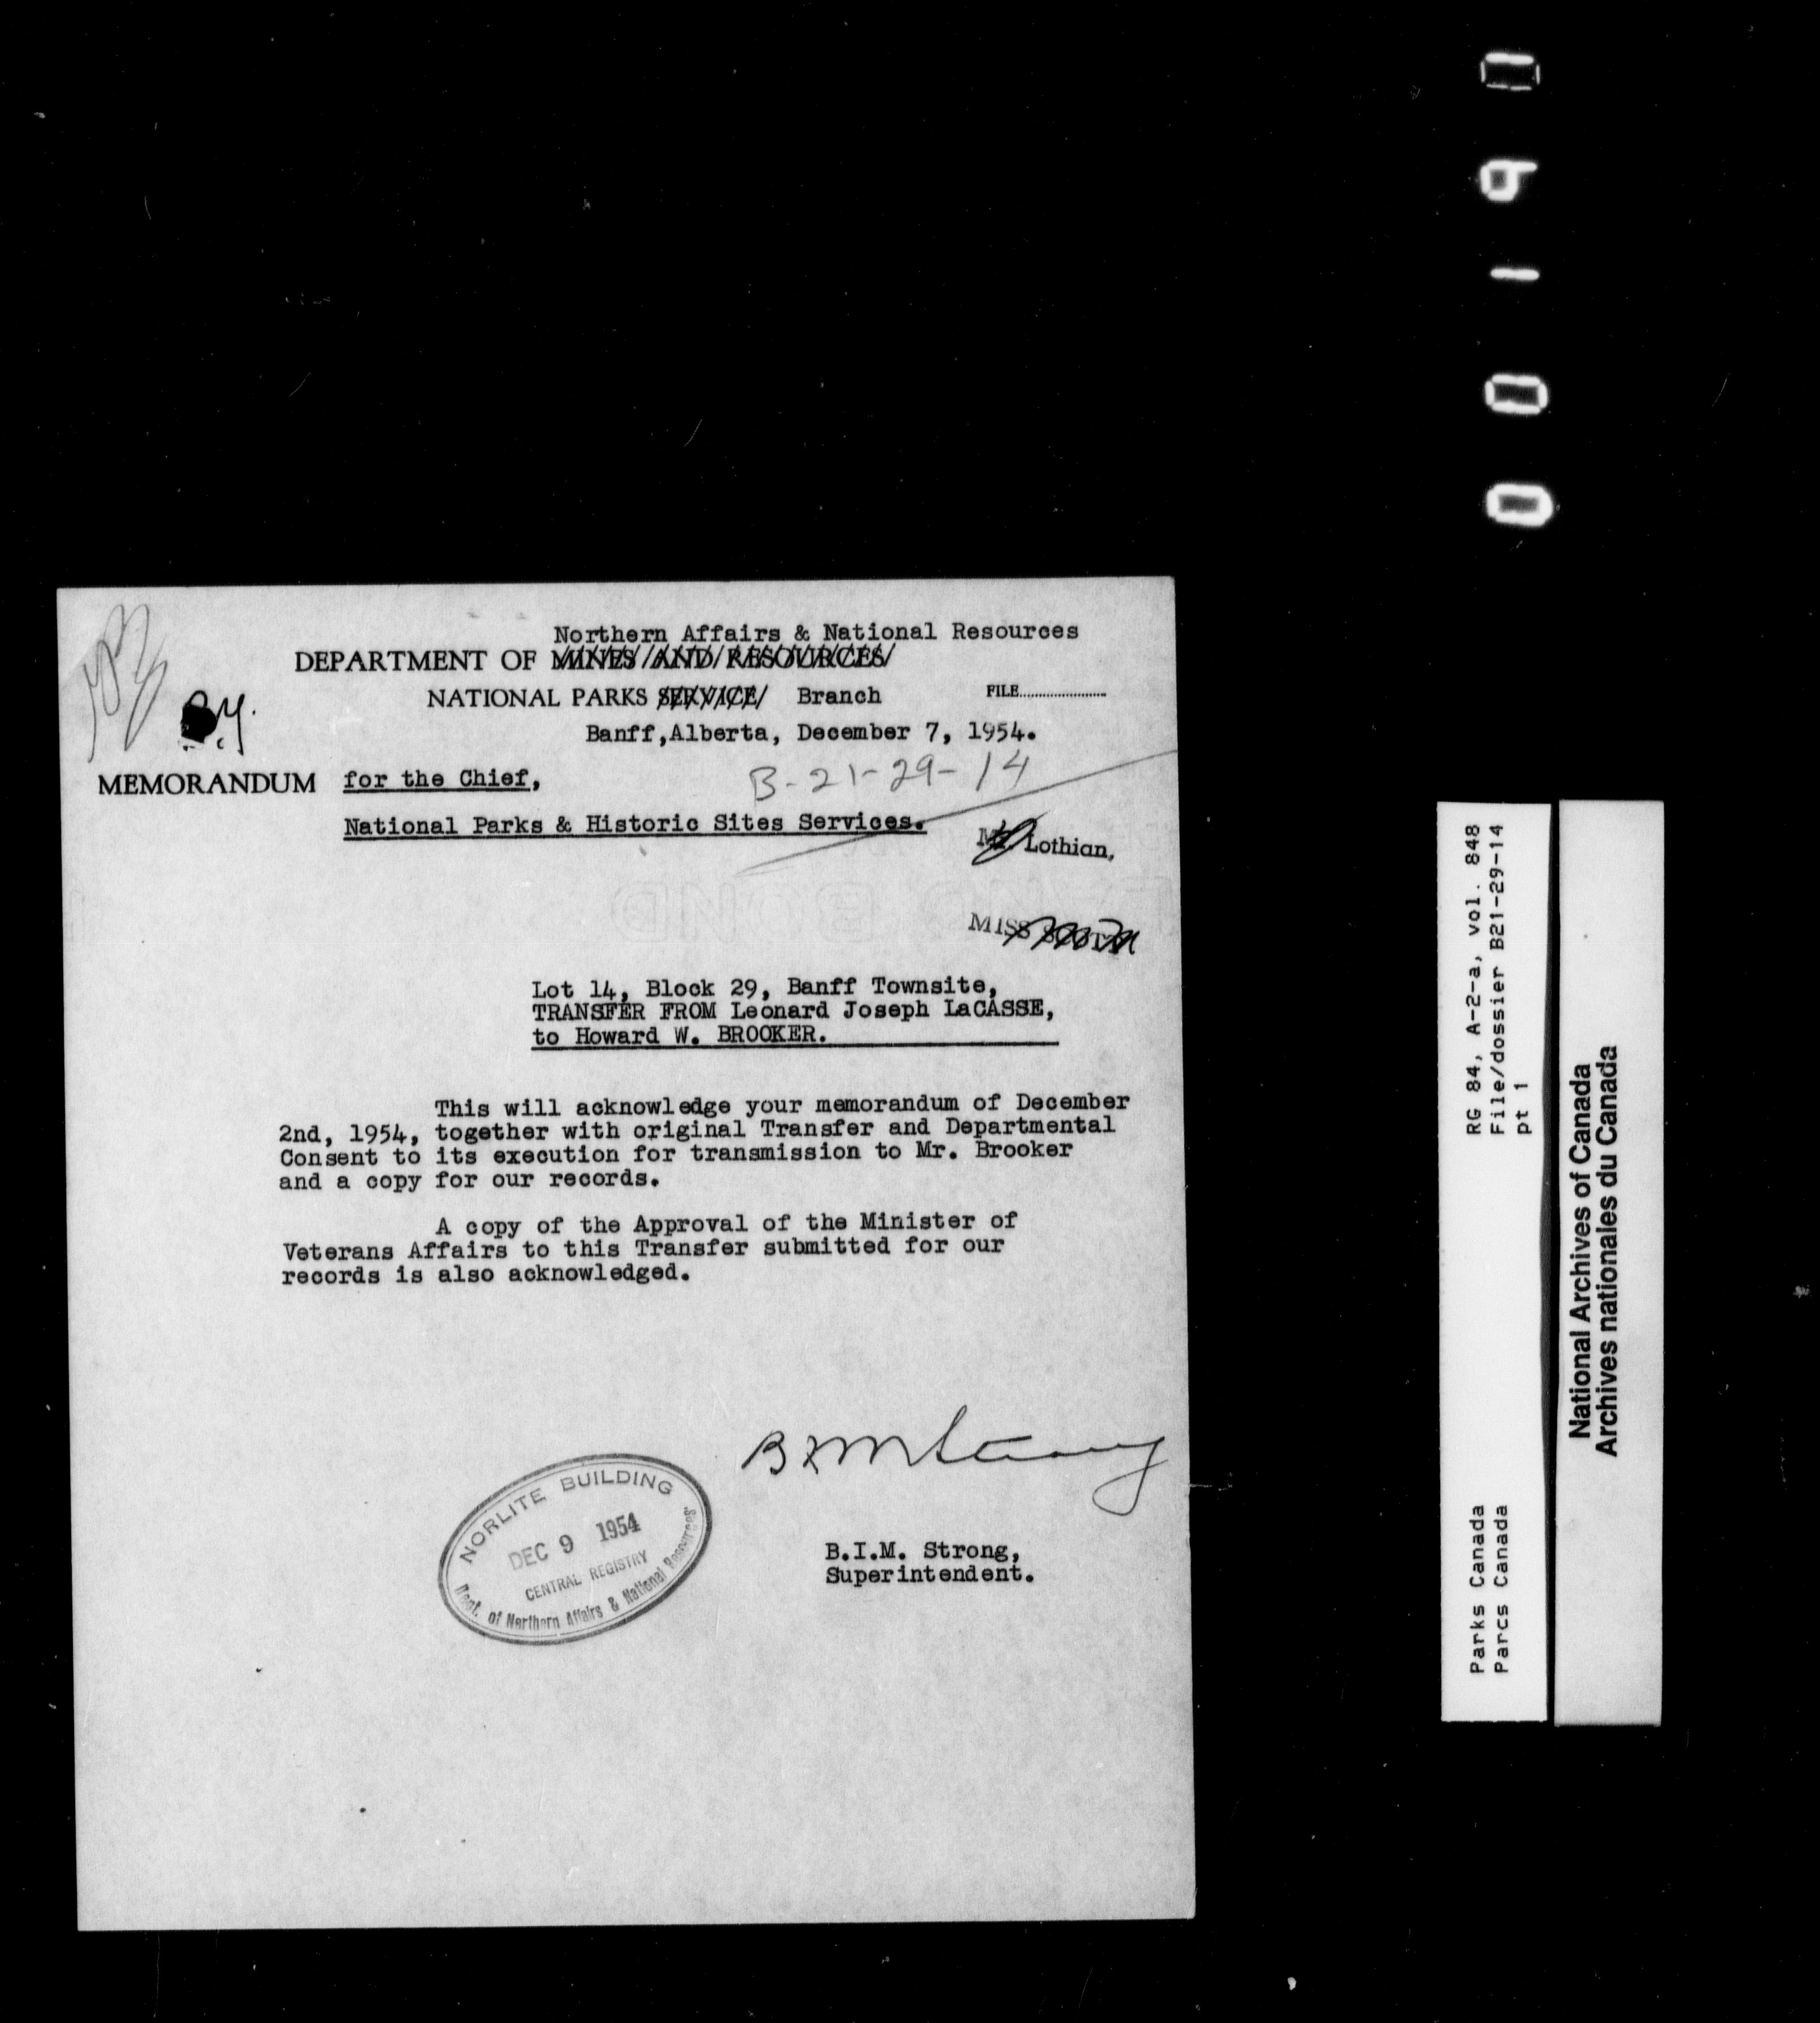 Northern Affairs & National Resources
DEPARTMENT OF MINES AND RESOURCES
NATIONAL PARKS SERVICE Branch FILE
Banff,Alberta, December 7, 1954.
B-21-29-14
MEMORANDUM for the Chief,
National Parks & Historic Sites Services.
Mr. Lothian,
MISS
Lot 14, Block 29, Banff Townsite,
TRANSFER FROM Leonard Joseph LaCASSE,
to Howard W. BROOKER.
This will acknowledge your memorandum of December
2nd, 1954, together with original Transfer and Departmental
Consent to its execution for transmission to Mr. Brooker
and a copy for our records.
A copy of the Approval of the Minister of
Veterans Affairs to this Transfer submitted for our
records is also acknowledged.
B I M Strong
B.I.M. Strong,
Superintendent.
NORLITE BUILDING
DEC 9 1954
CENTRAL REGISTRY
Dept. of Northern Affairs & National Resources
RG 84, A-2-a, vol. 848
File/dossier B21-29-14
pt 1
Parks Canada
Parcs Canada
National Archives of Canada
Archives nationales du Canada